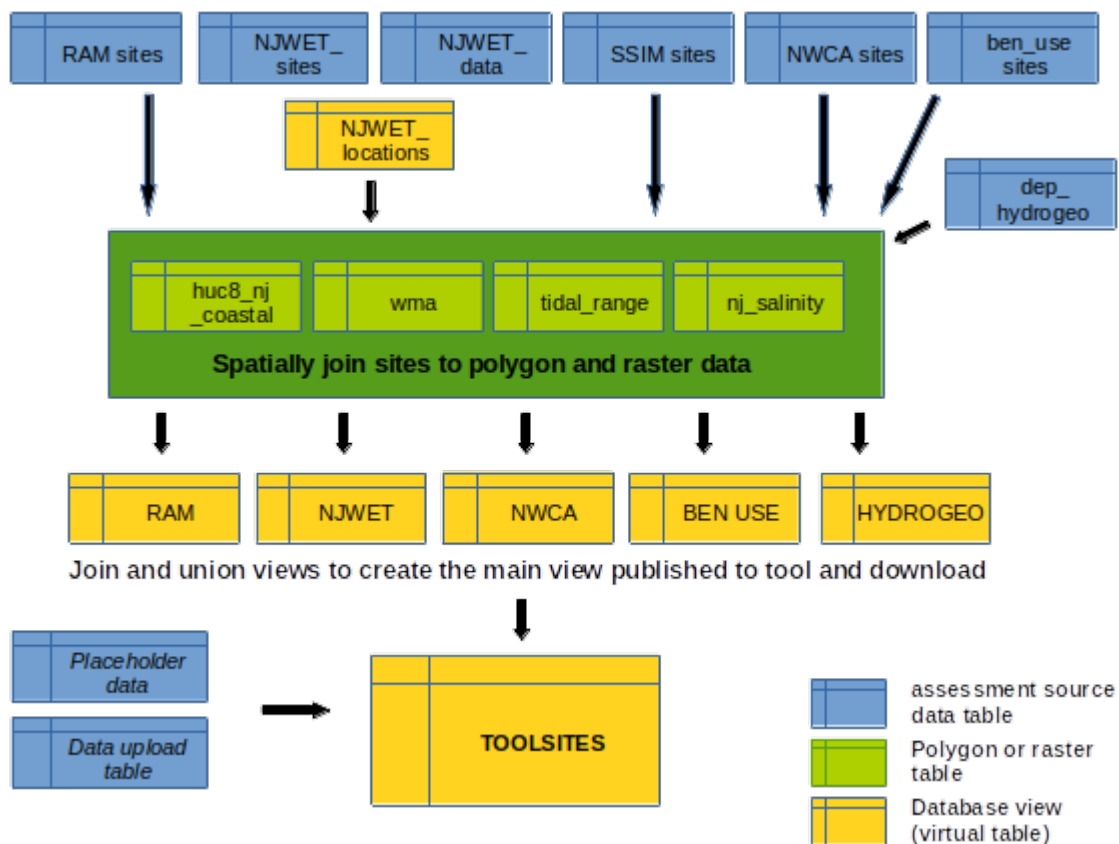 RAM sites
NJWET_
sites
NJWET_
data
SSIM sites
NWCA sites
ben_use
sites
NJWET_
locations
dep_
hydrogeo
huc8_nj
_coastal
wma
tidal_range
nj_salinity
Spatially join sites to polygon and raster data
RAM
NJWET
NWCA
BEN USE
HYDROGEO
Join and union views to create the main view published to tool and download
Placeholder
data
Data upload
table
TOOLSITES
assessment source
data table
Polygon or raster
table
Database view
(virtual table)